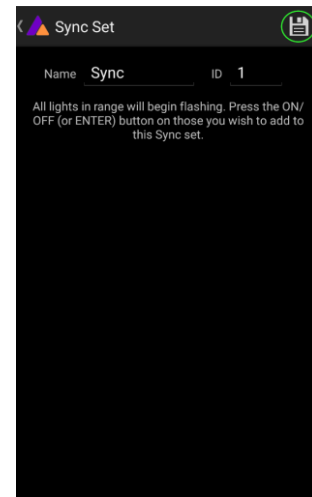 Sync Set
Name Sync ID 1
All lights in range will begin flashing. Press the ON/
OFF (or ENTER) button on those you wish to add to
this Sync set.